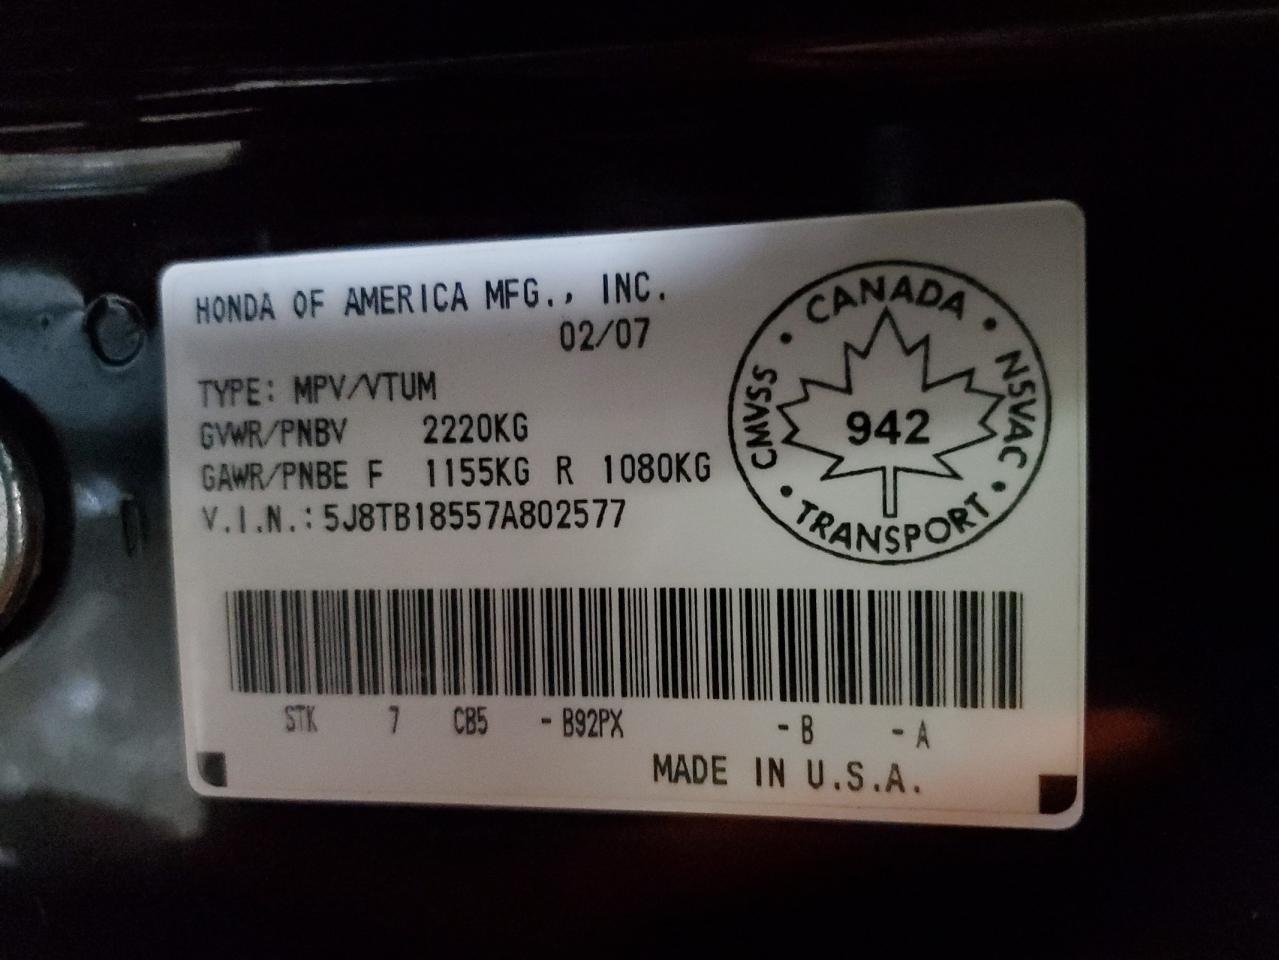 HONDA OF AMERICA MFG., INC.
02/07
TYPE: MPV/VTUM
GVWR/PNBV 2220KG
GAWR/PNBE F 1155KG R 1080KG
V.I.N.: 5J8TB18557A802577
CANADA
CMVSS
NSVAC
942
TRANSPORT
STK 7 CB5 -B92PX -B -A
MADE IN U.S.A.